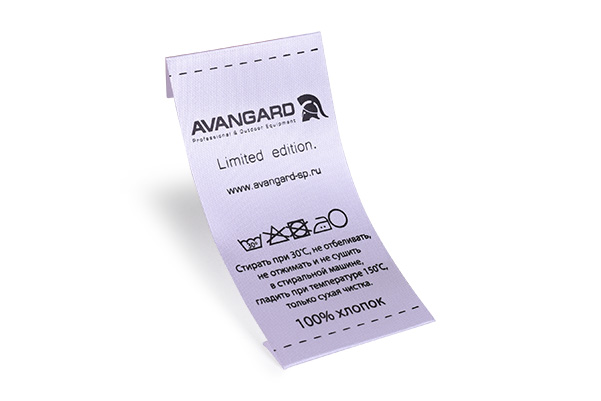 AVANGARD
Professional & Outdoor Equipment
Limited edition.
www.avangard-sp.ru
30°
Стирать при 30°C, не отбеливать,
не отжимать и не сушить
в стиральной машине,
гладить при температуре 150°C,
только сухая чистка.
100% хлопок